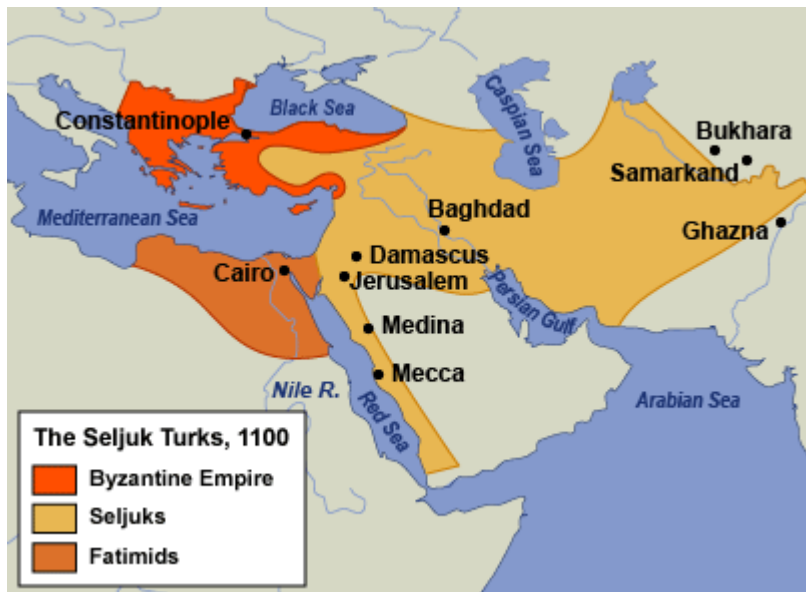 Constantinople
Black Sea
Caspian Sea
Bukhara
Samarkand
Mediterranean Sea
Baghdad
Ghazna
Damascus
Cairo
Jerusalem
Persian Gulf
Medina
Mecca
Nile R.
Red Sea
Arabian Sea
The Seljuk Turks, 1100
Byzantine Empire
Seljuks
Fatimids